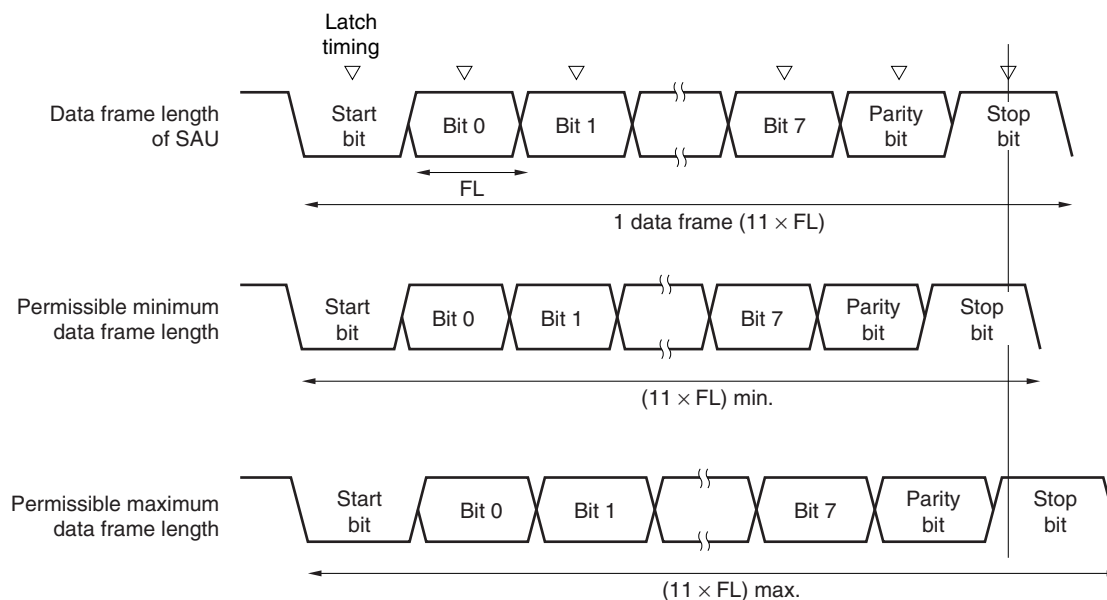 Latch
timing
Data frame length
of SAU
Start
bit
Bit 0
Bit 1
Bit 7
Parity
bit
Stop
bit
FL
1 data frame (11 × FL)
Permissible minimum
data frame length
Start
bit
Bit 0
Bit 1
Bit 7
Parity
bit
Stop
bit
(11 × FL) min.
Permissible maximum
data frame length
Start
bit
Bit 0
Bit 1
Bit 7
Parity
bit
Stop
bit
(11 × FL) max.